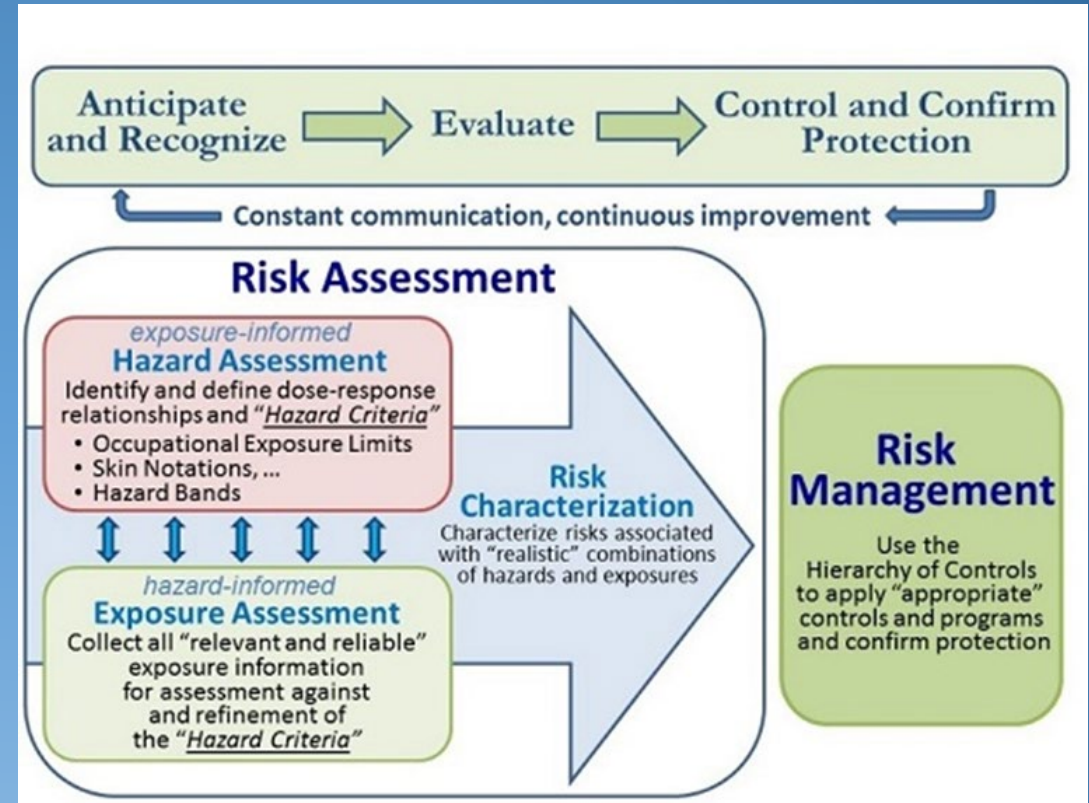 Anticipate
and Recognize
Evaluate
Control and Confirm
Protection
Constant communication, continuous improvement
Risk Assessment
exposure-informed
Hazard Assessment
Identify and define dose-response
relationships and "Hazard Criteria"
• Occupational Exposure Limits
• Skin Notations, ...
• Hazard Bands
hazard-informed
Exposure Assessment
Collect all "relevant and reliable"
exposure information
for assessment against
and refinement of
the "Hazard Criteria"
Risk
Characterization
Characterize risks associated
with "realistic" combinations
of hazards and exposures
Risk
Management
Use the
Hierarchy of Controls
to apply "appropriate"
controls and programs
and confirm protection